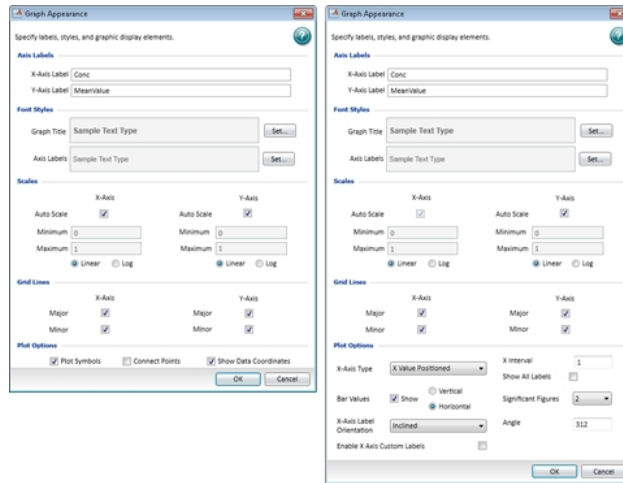 Graph Appearance
Specify labels, styles, and graphic display elements.
Axis Labels
X-Axis Label Conc
Y-Axis Label MeanValue
Font Styles
Graph Title Sample Text Type Set...
Axis Labels Sample Text Type Set...
Scales
X-Axis Y-Axis
Auto Scale Auto Scale
Minimum 0 Minimum 0
Maximum 1 Maximum 1
Linear Log Linear Log
Grid Lines
X-Axis Y-Axis
Major Major
Minor Minor
Plot Options
Plot Symbols Connect Points Show Data Coordinates
OK Cancel
Graph Appearance
Specify labels, styles, and graphic display elements.
Axis Labels
X-Axis Label Conc
Y-Axis Label MeanValue
Font Styles
Graph Title Sample Text Type Set...
Axis Labels Sample Text Type Set...
Scales
X-Axis Y-Axis
Auto Scale Auto Scale
Minimum 0 Minimum 0
Maximum 1 Maximum 1
Linear Log Linear Log
Grid Lines
X-Axis Y-Axis
Major Major
Minor Minor
Plot Options
X-Axis Type X Value Positioned X Interval 1
Show All Labels
Bar Values Show Vertical Horizontal Significant Figures 2
X-Axis Label Orientation Inclined Angle 312
Enable X Axis Custom Labels
OK Cancel